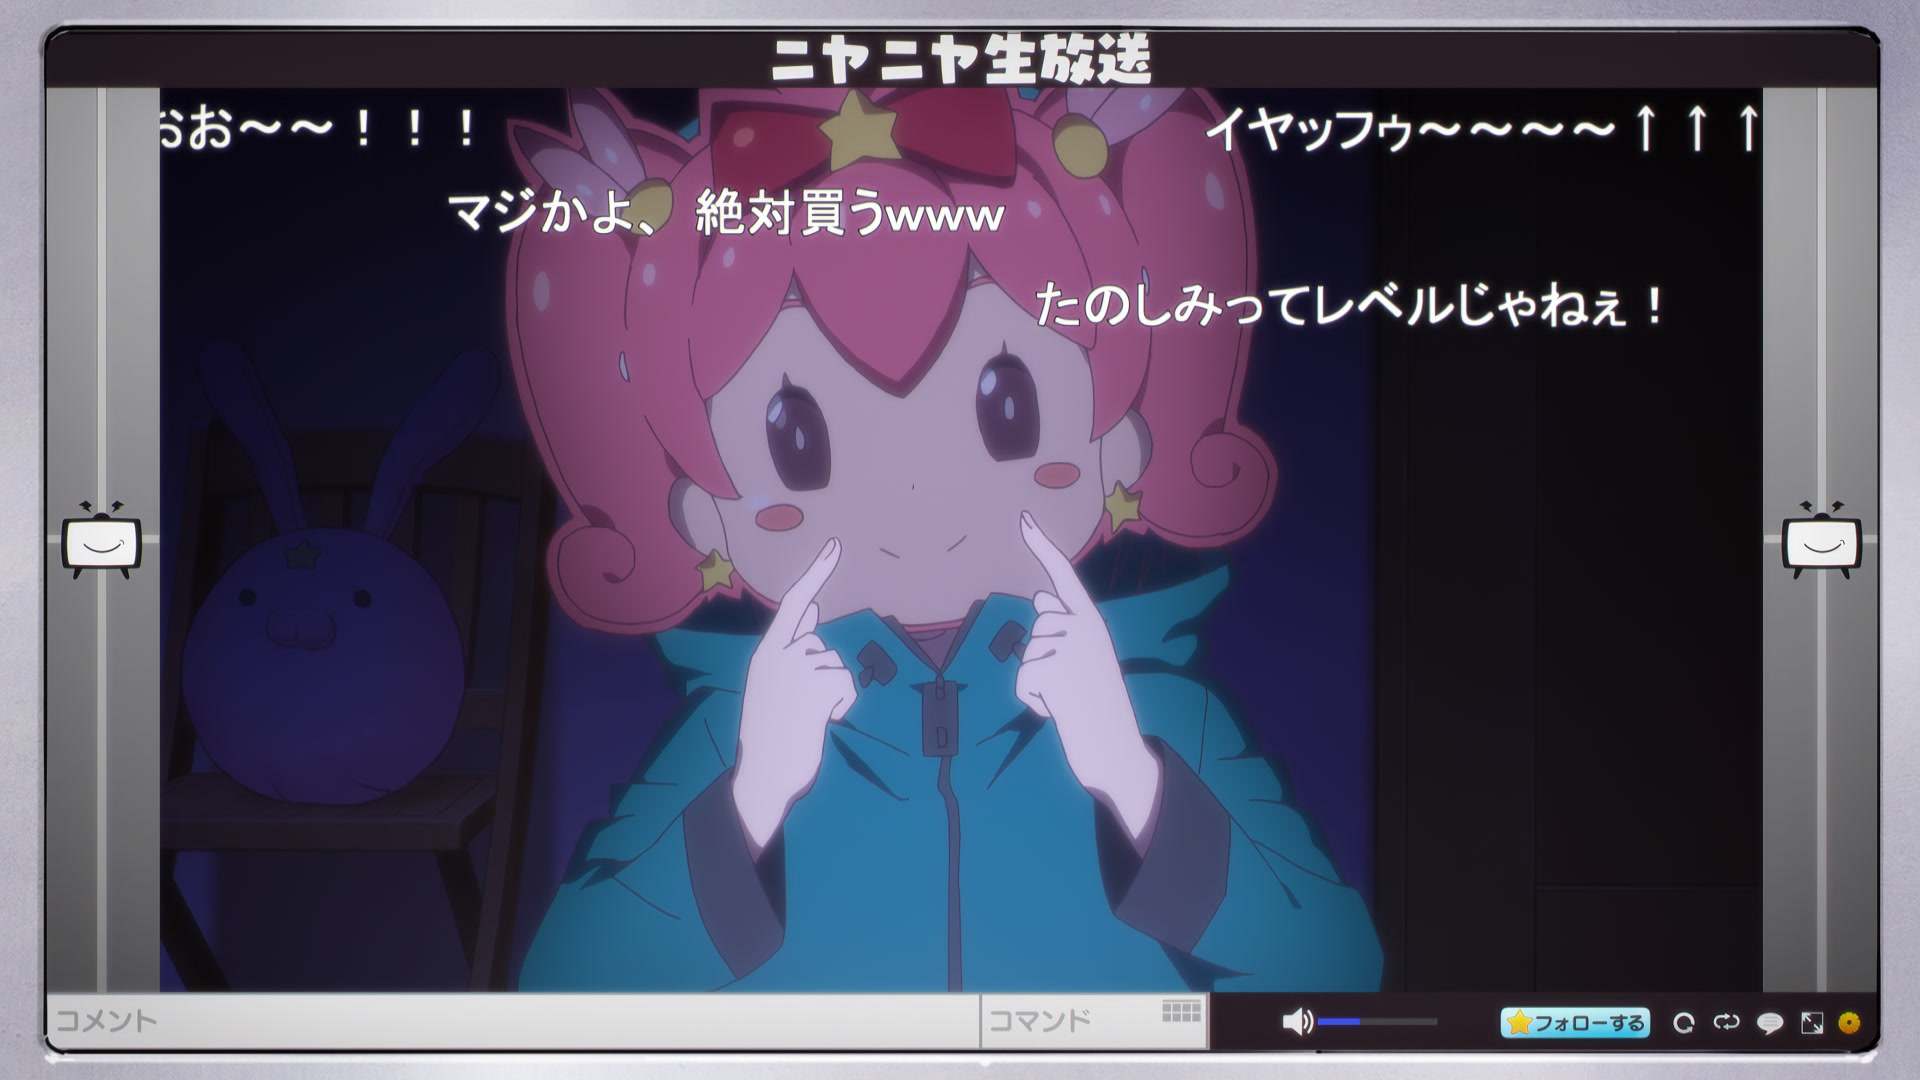 ニヤニヤ生放送
おお～～！！！
イヤッフゥ～～～～↑↑↑
マジかよ、絶対買うwww
たのしみってレベルじゃねぇ！
コメント
コマンド
フォローする